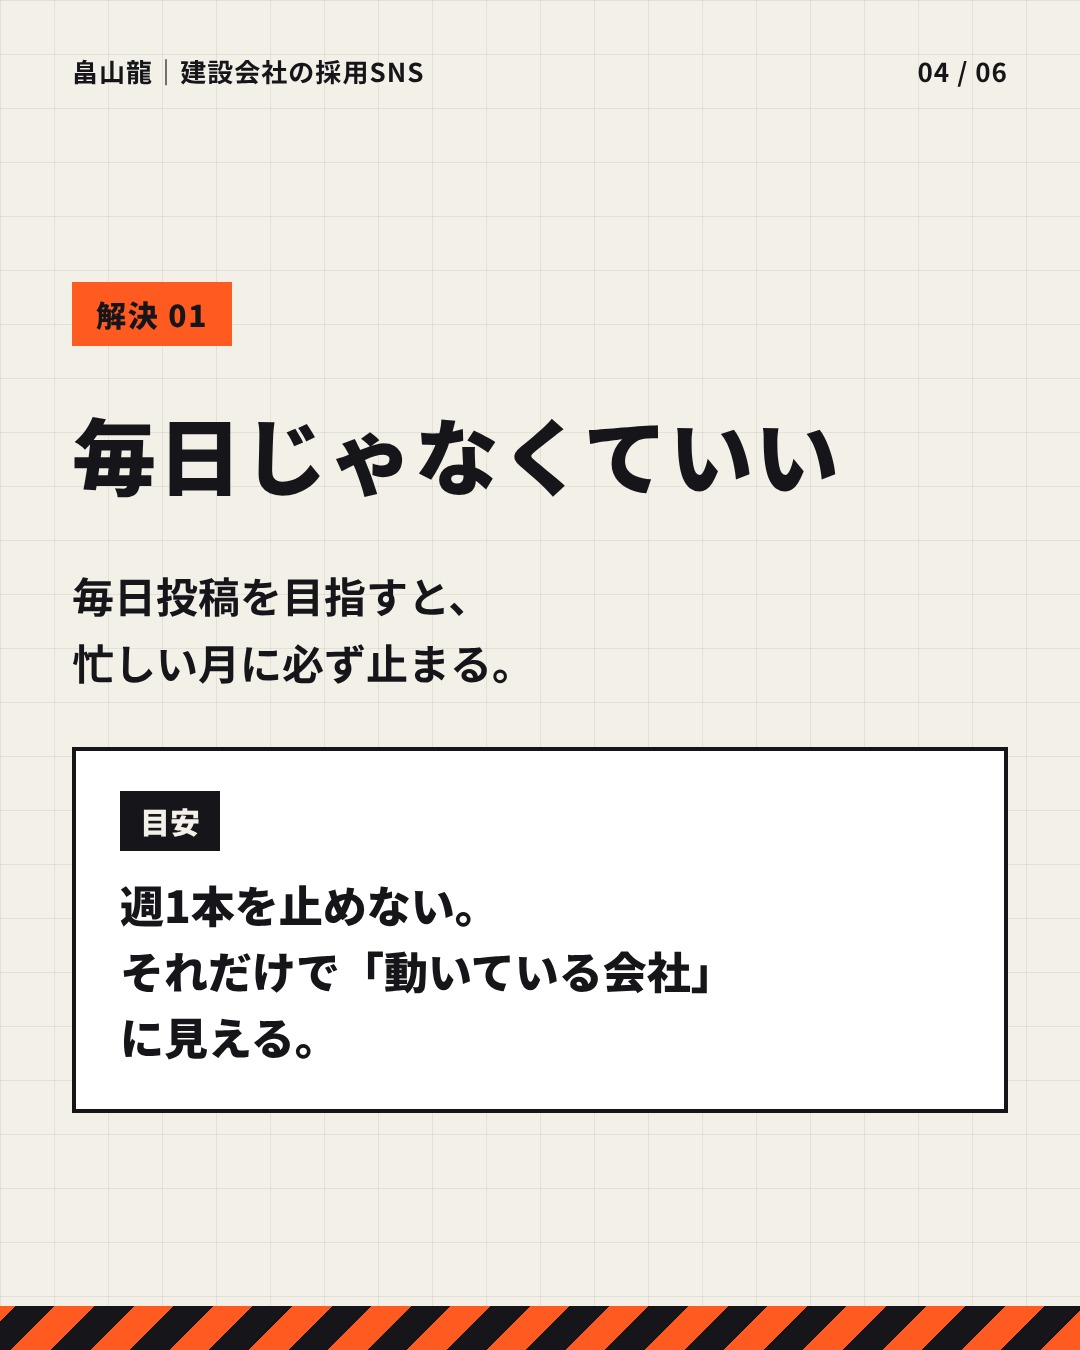 畠山龍｜建設会社の採用SNS
04 / 06
解決 01
毎日じゃなくていい
毎日投稿を目指すと、
忙しい月に必ず止まる。
目安
週1本を止めない。
それだけで「動いている会社」
に見える。